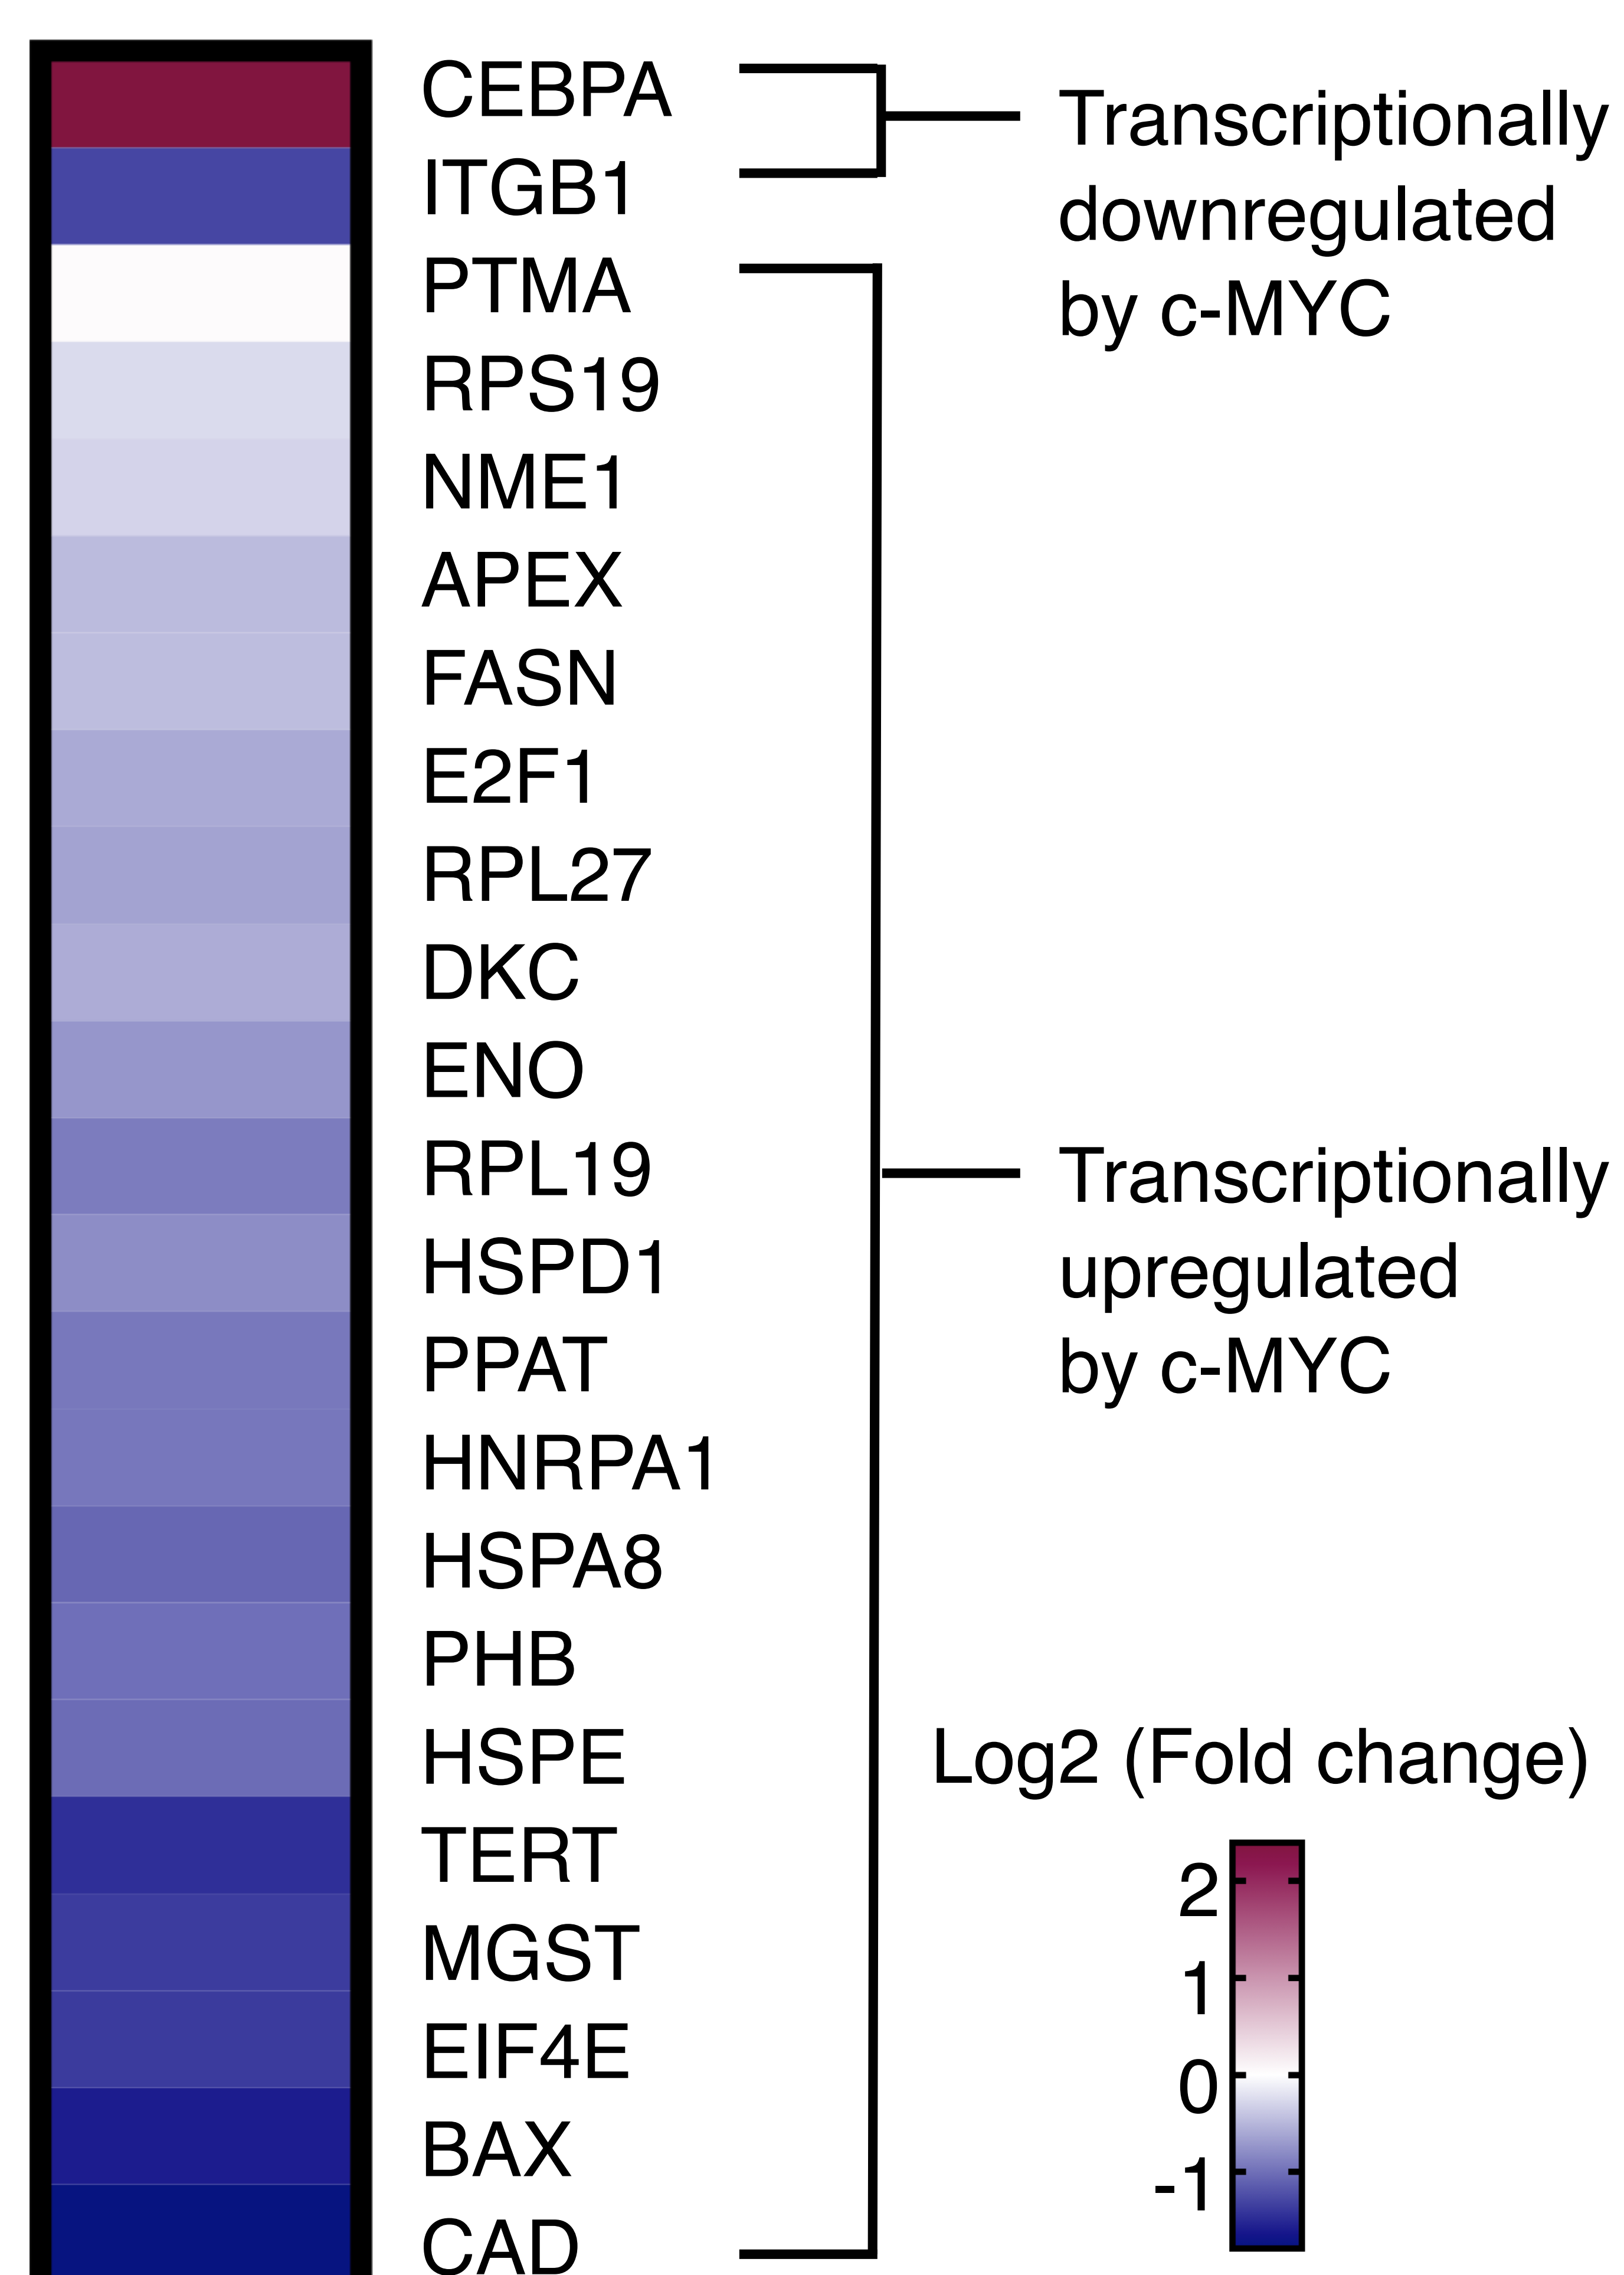 CEBPA
ITGB1
PTMA
RPS19
NME1
APEX
FASN
E2F1
RPL27
DKC
ENO
RPL19
HSPD1
PPAT
HNRPA1
HSPA8
PHB
HSPE
TERT
MGST
EIF4E
BAX
CAD
Transcriptionally
downregulated
by c-MYC
Transcriptionally
upregulated
by c-MYC
Log2 (Fold change)
2
1
0
-1